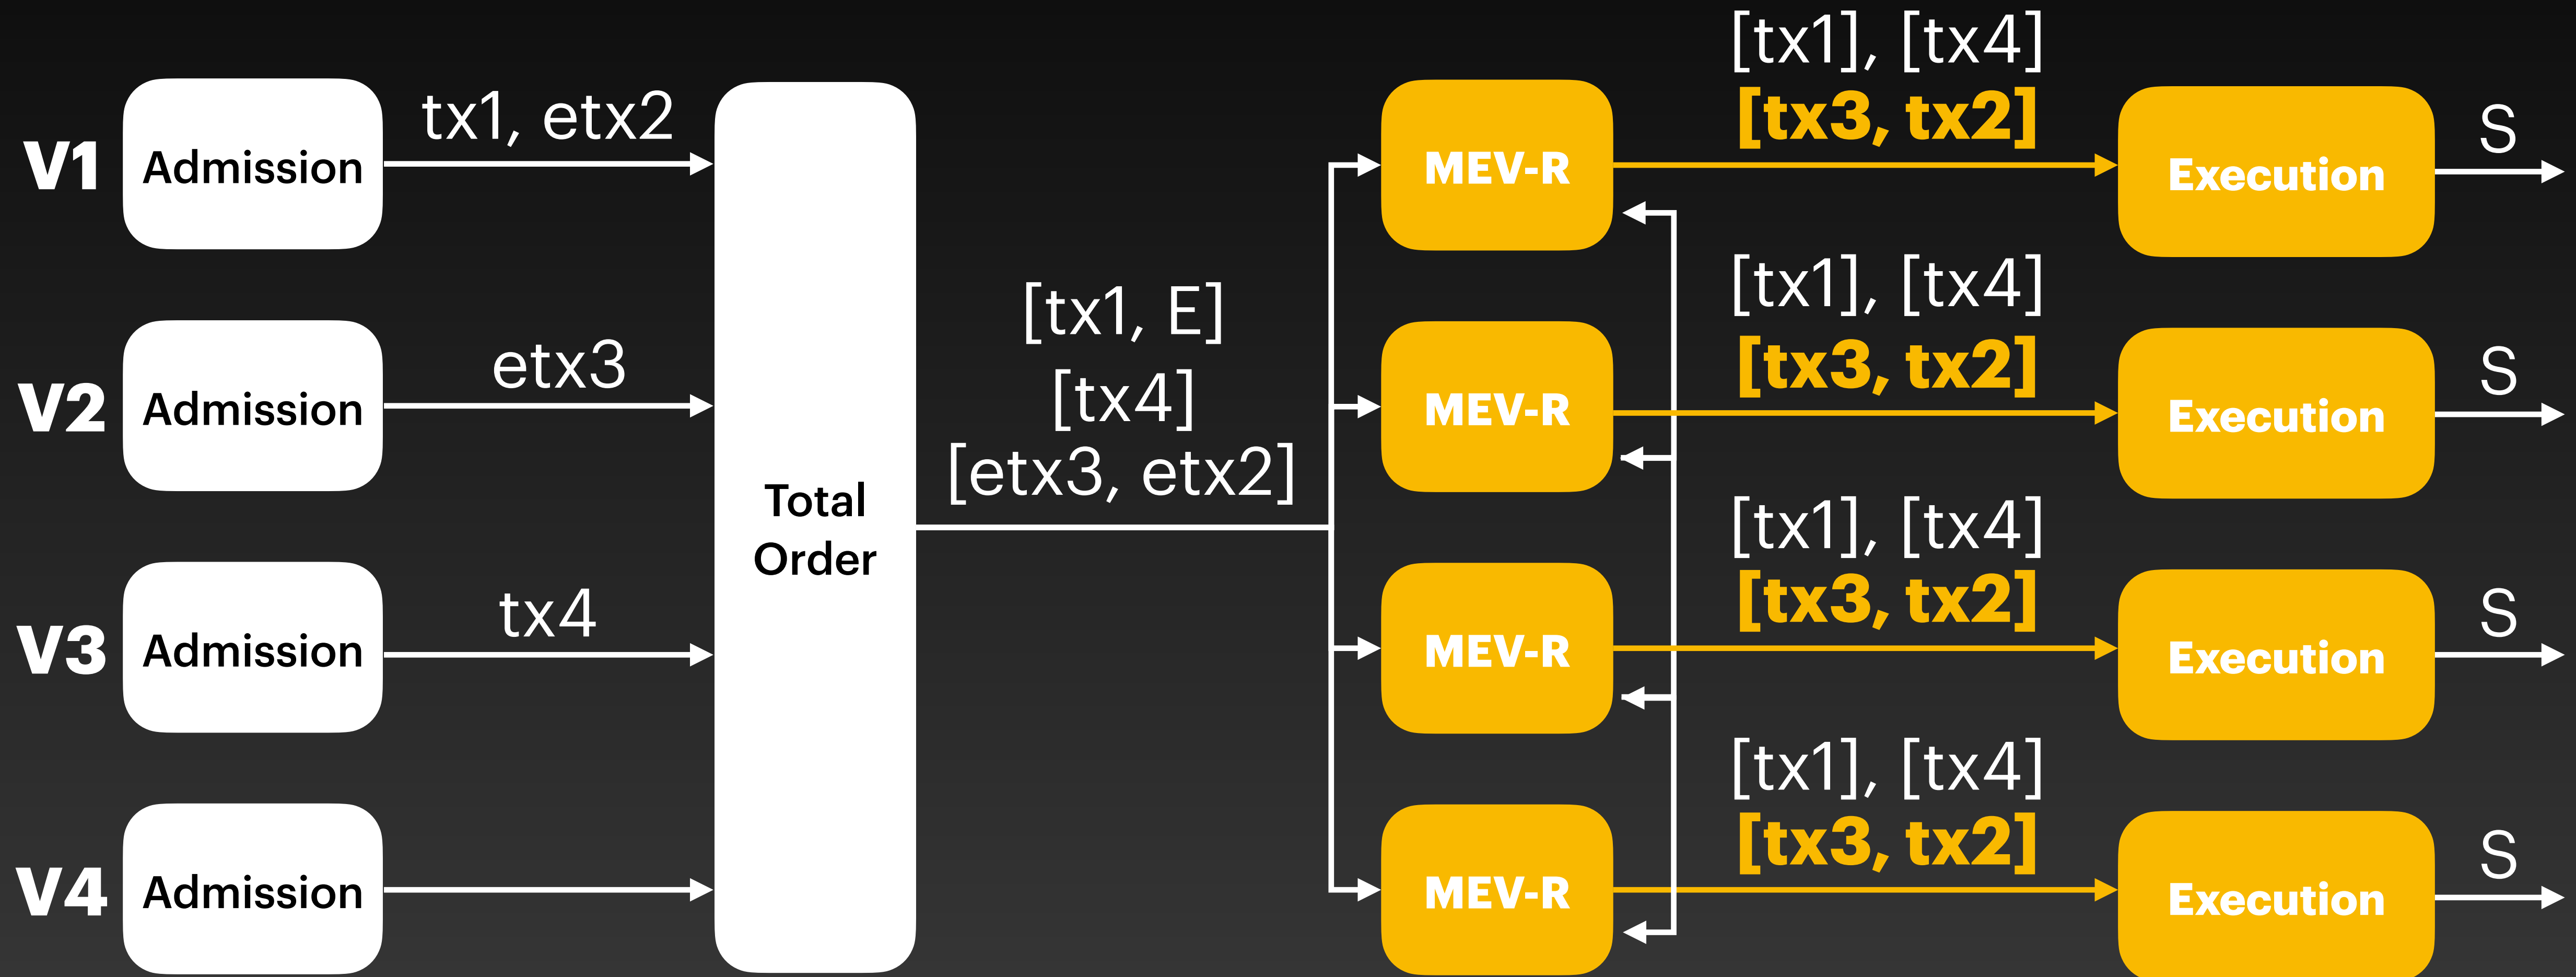 V1
Admission
tx1, etx2
V2
Admission
etx3
V3
Admission
tx4
V4
Admission
Total
Order
[tx1, E]
[tx4]
[etx3, etx2]
MEV-R
[tx1], [tx4]
[tx3, tx2]
Execution
S
MEV-R
[tx1], [tx4]
[tx3, tx2]
Execution
S
MEV-R
[tx1], [tx4]
[tx3, tx2]
Execution
S
MEV-R
[tx1], [tx4]
[tx3, tx2]
Execution
S